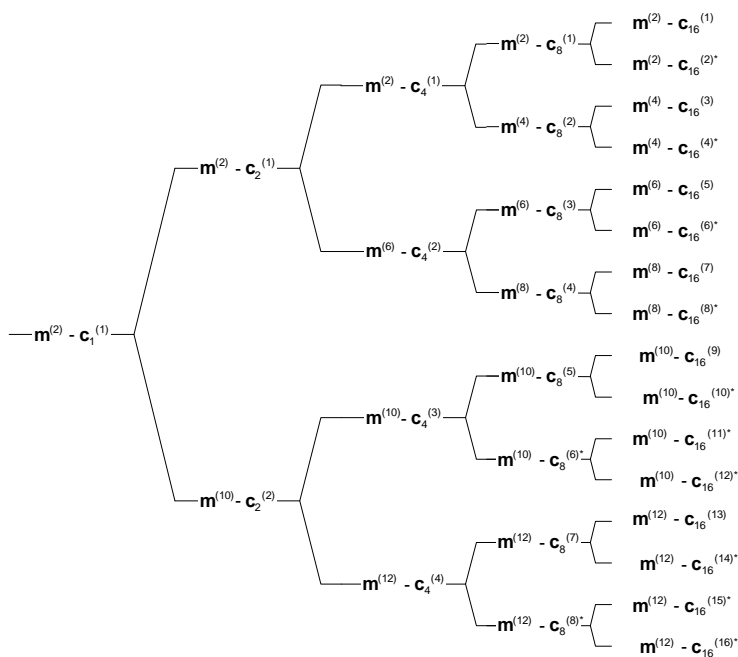 m(2) - c16(1)
m(2) - c8(1)
m(2) - c16(2)*
m(2) - c4(1)
m(4) - c16(3)
m(4) - c8(2)
m(4) - c16(4)*
m(2) - c2(1)
m(6) - c16(5)
m(6) - c8(3)
m(6) - c16(6)*
m(6) - c4(2)
m(8) - c16(7)
m(8) - c8(4)
m(8) - c16(8)*
m(2) - c1(1)
m(10) - c16(9)
m(10) - c8(5)
m(10) - c16(10)*
m(10) - c4(3)
m(10) - c16(11)*
m(10) - c8(6)*
m(10) - c16(12)*
m(10) - c2(2)
m(12) - c16(13)
m(12) - c8(7)
m(12) - c16(14)*
m(12) - c4(4)
m(12) - c16(15)*
m(12) - c8(8)*
m(12) - c16(16)*